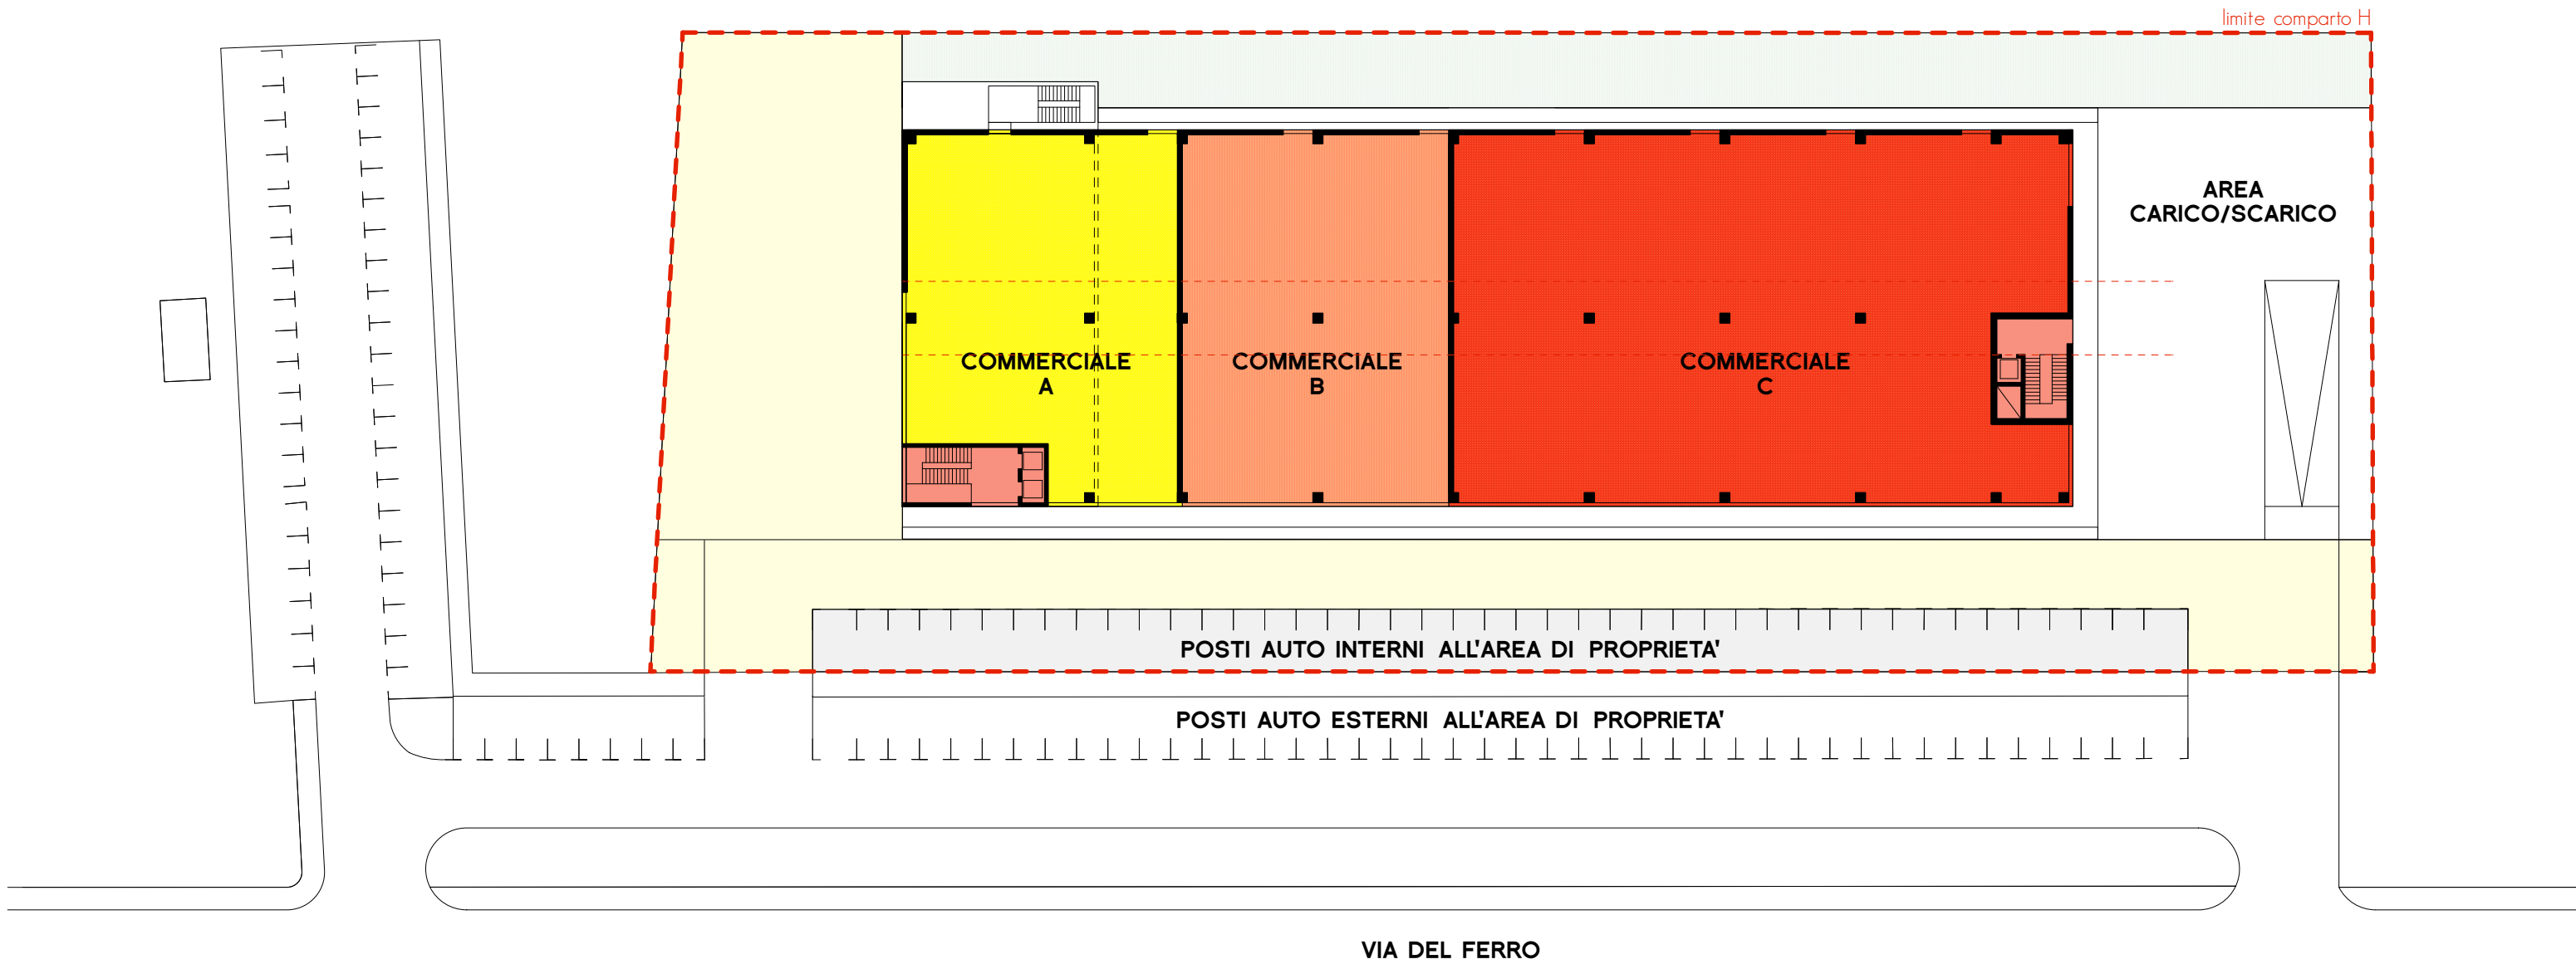 limite comparto H
AREA
CARICO/SCARICO
COMMERCIALE
A
COMMERCIALE
B
COMMERCIALE
C
POSTI AUTO INTERNI ALL'AREA DI PROPRIETA'
POSTI AUTO ESTERNI ALL'AREA DI PROPRIETA'
VIA DEL FERRO